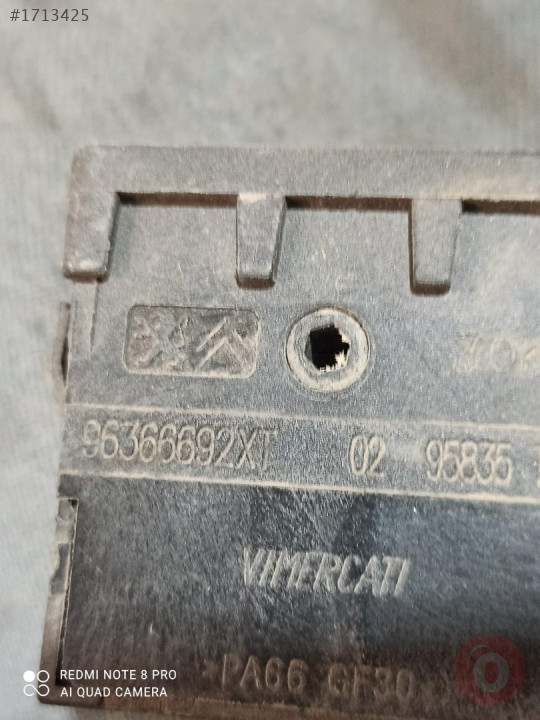 #1713425
96366692XT 02 95835
VIMERCATI
>PA66 GF30
REDMI NOTE 8 PRO
AI QUAD CAMERA